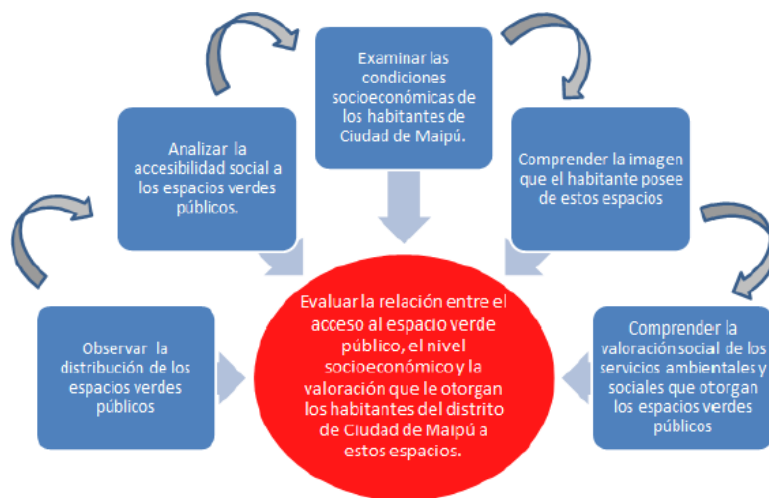 Examinar las
condiciones
socioeconómicas de
los habitantes de
Ciudad de Maipú.
Analizar la
accesibilidad social a
los espacios verdes
públicos.
Comprender la imagen
que el habitante posee
de estos espacios
Observar la
distribución de los
espacios verdes
públicos
Evaluar la relación entre el
acceso al espacio verde
público, el nivel
socioeconómico y la
valoración que le otorgan
los habitantes del distrito
de Ciudad de Maipú a
estos espacios.
Comprender la
valoración social de los
servicios ambientales y
sociales que otorgan
los espacios verdes
públicos